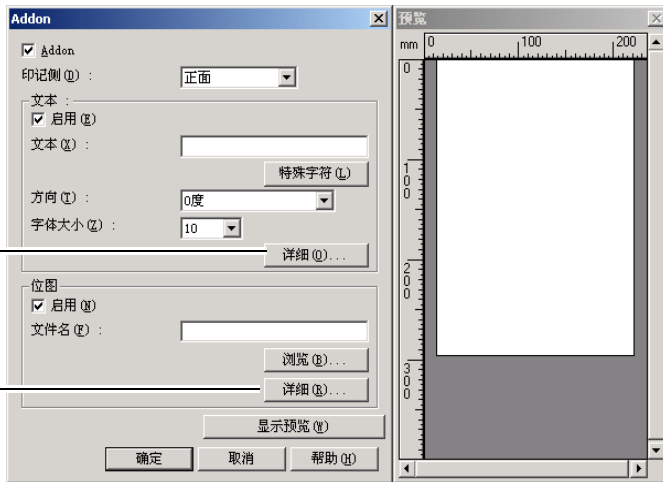 Addon
Addon
印记侧(D) :
正面
文本 :
启用(E)
文本(X) :
特殊字符(L)
方向(T) :
0度
字体大小(Z) :
10
详细(O)...
位图
启用(N)
文件名(F) :
浏览(B)...
详细(R)...
显示预览(W)
确定
取消
帮助(H)
预览
mm
0
100
200
0
100
200
300